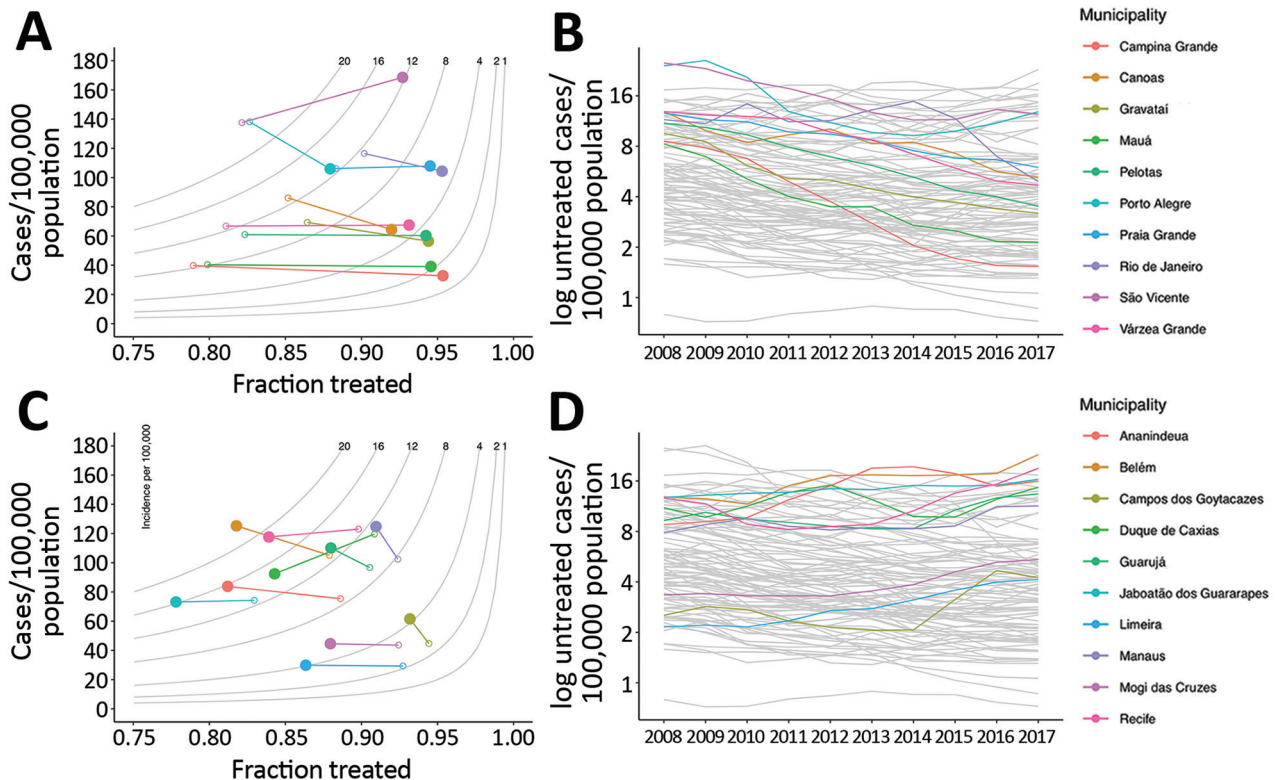 A
Cases/100,000
population
180
160
140
120
100
80
60
40
20
0
20 16 12 8 4 2 1
0.75 0.80 0.85 0.90 0.95 1.00
Fraction treated
B
log untreated cases/
100,000 population
16
8
4
2
1
2008 2009 2010 2011 2012 2013 2014 2015 2016 2017
Municipality
Campina Grande
Canoas
Gravataí
Mauá
Pelotas
Porto Alegre
Praia Grande
Rio de Janeiro
São Vicente
Várzea Grande
C
Cases/100,000
population
180
160
140
120
100
80
60
40
20
0
Incidence per 100,000
20 16 12 8 4 2 1
0.75 0.80 0.85 0.90 0.95 1.00
Fraction treated
D
log untreated cases/
100,000 population
16
8
4
2
1
2008 2009 2010 2011 2012 2013 2014 2015 2016 2017
Municipality
Ananindeua
Belém
Campos dos Goytacazes
Duque de Caxias
Guarujá
Jaboatão dos Guararapes
Limeira
Manaus
Mogi das Cruzes
Recife